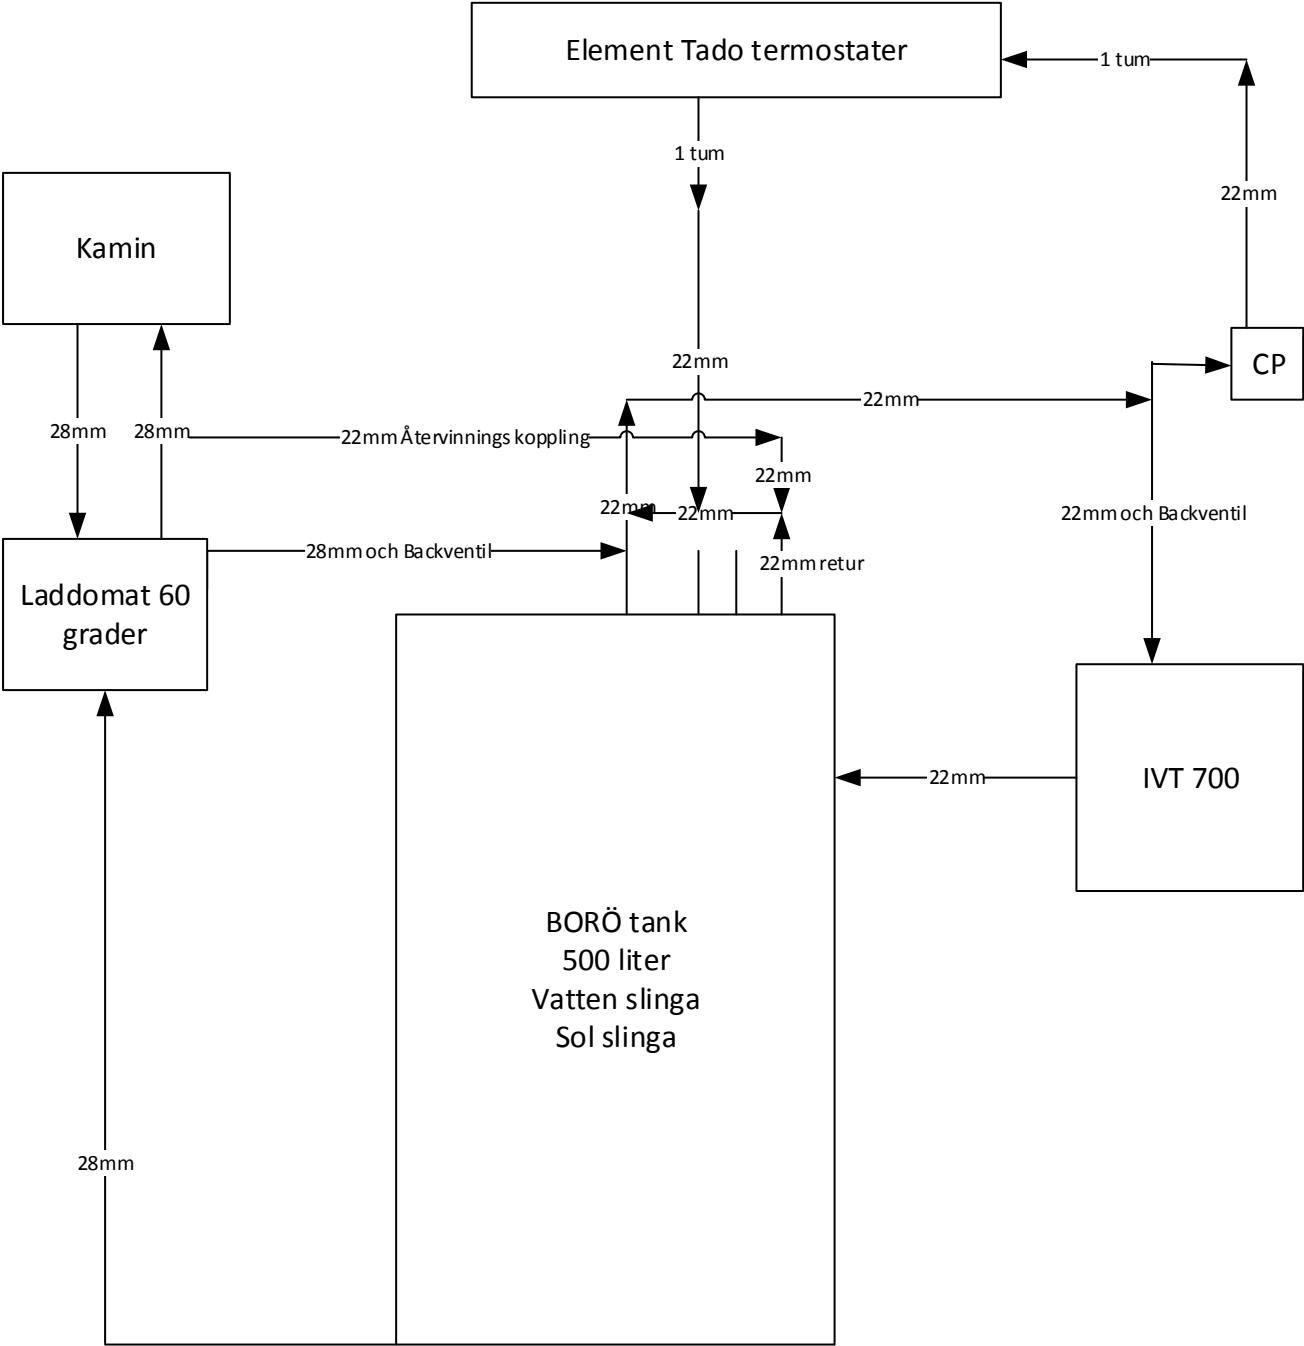 Element Tado termostater
1 tum
1 tum
Kamin
22mm
CP
22mm
22mm
28mm
28mm
22mm Återvinnings koppling
22mm
22mm
22mm
22mm och Backventil
28mm och Backventil
22mm retur
Laddomat 60
grader
22mm
IVT 700
BORÖ tank
500 liter
Vatten slinga
Sol slinga
28mm